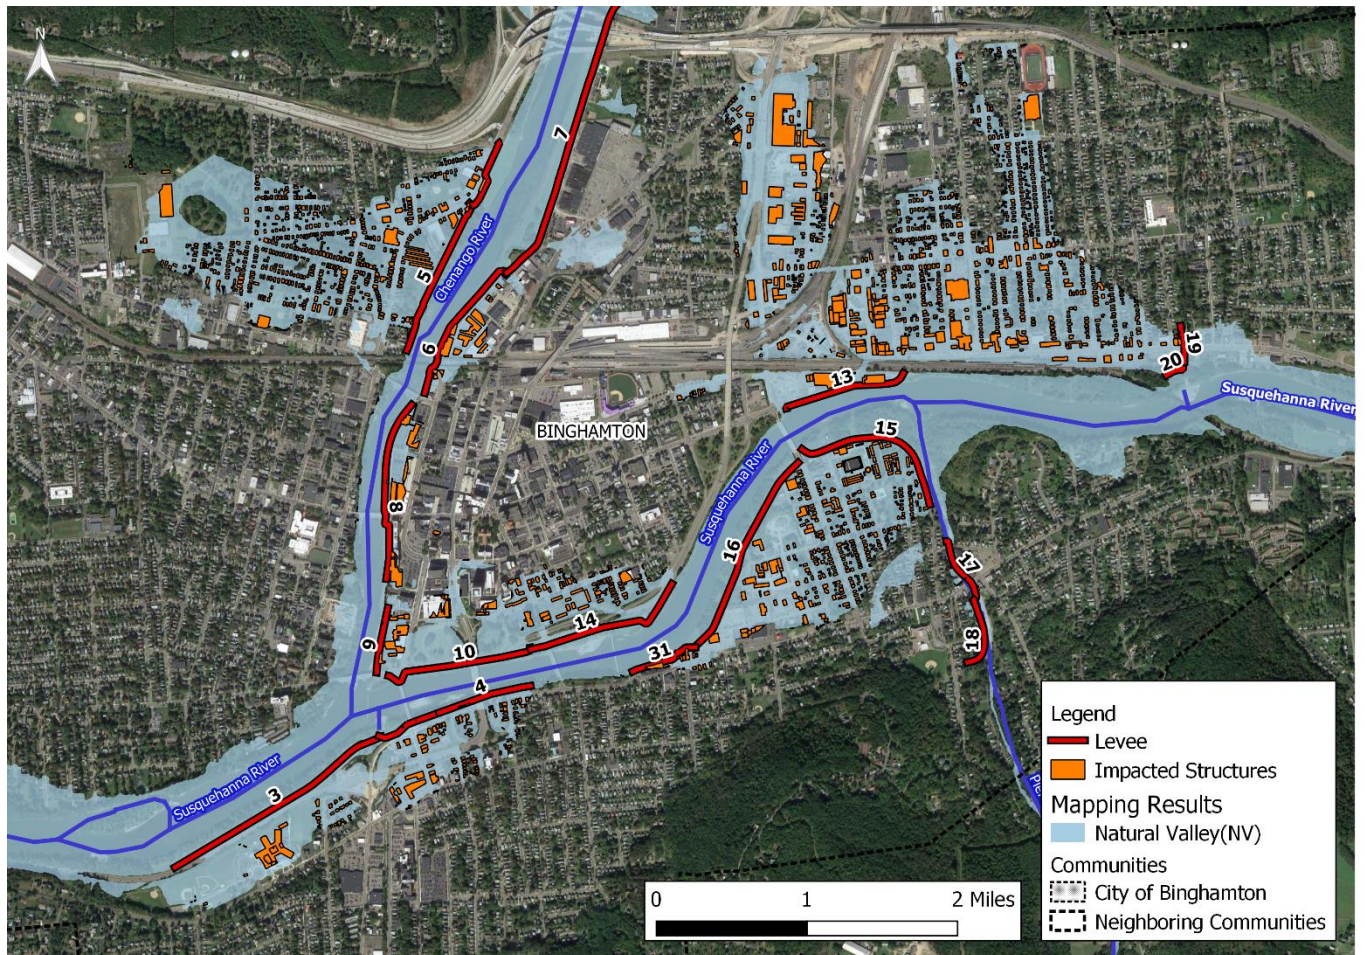 N
7
Chenango River
5
6
19
20
13
Susquehanna River
BINGHAMTON
15
Susquehanna River
8
16
17
14
9
10
31
18
4
Susquehanna River
3
Legend
Levee
Impacted Structures
Mapping Results
Natural Valley(NV)
Communities
City of Binghamton
Neighboring Communities
0 1 2 Miles